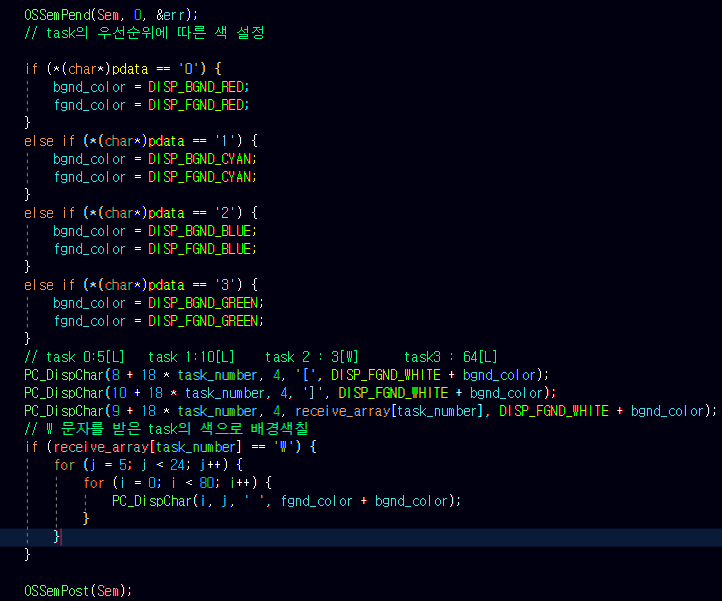 OSSemPend(Sem, 0, &err);
// task의 우선순위에 따른 색 설정
if (*(char*)pdata == '0') {
bgnd_color = DISP_BGND_RED;
fgnd_color = DISP_FGND_RED;
}
else if (*(char*)pdata == '1') {
bgnd_color = DISP_BGND_CYAN;
fgnd_color = DISP_FGND_CYAN;
}
else if (*(char*)pdata == '2') {
bgnd_color = DISP_BGND_BLUE;
fgnd_color = DISP_FGND_BLUE;
}
else if (*(char*)pdata == '3') {
bgnd_color = DISP_BGND_GREEN;
fgnd_color = DISP_FGND_GREEN;
}
// task 0:5[L]   task 1:10[L]    task 2 : 3[W]      task3 : 64[L]
PC_DispChar(8 + 18 * task_number, 4, '[', DISP_FGND_WHITE + bgnd_color);
PC_DispChar(10 + 18 * task_number, 4, ']', DISP_FGND_WHITE + bgnd_color);
PC_DispChar(9 + 18 * task_number, 4, receive_array[task_number], DISP_FGND_WHITE + bgnd_color);
// W 문자를 받은 task의 색으로 배경색칠
if (receive_array[task_number] == 'W') {
for (j = 5; j < 24; j++) {
for (i = 0; i < 80; i++) {
PC_DispChar(i, j, ' ', fgnd_color + bgnd_color);
}
}
}
OSSemPost(Sem);